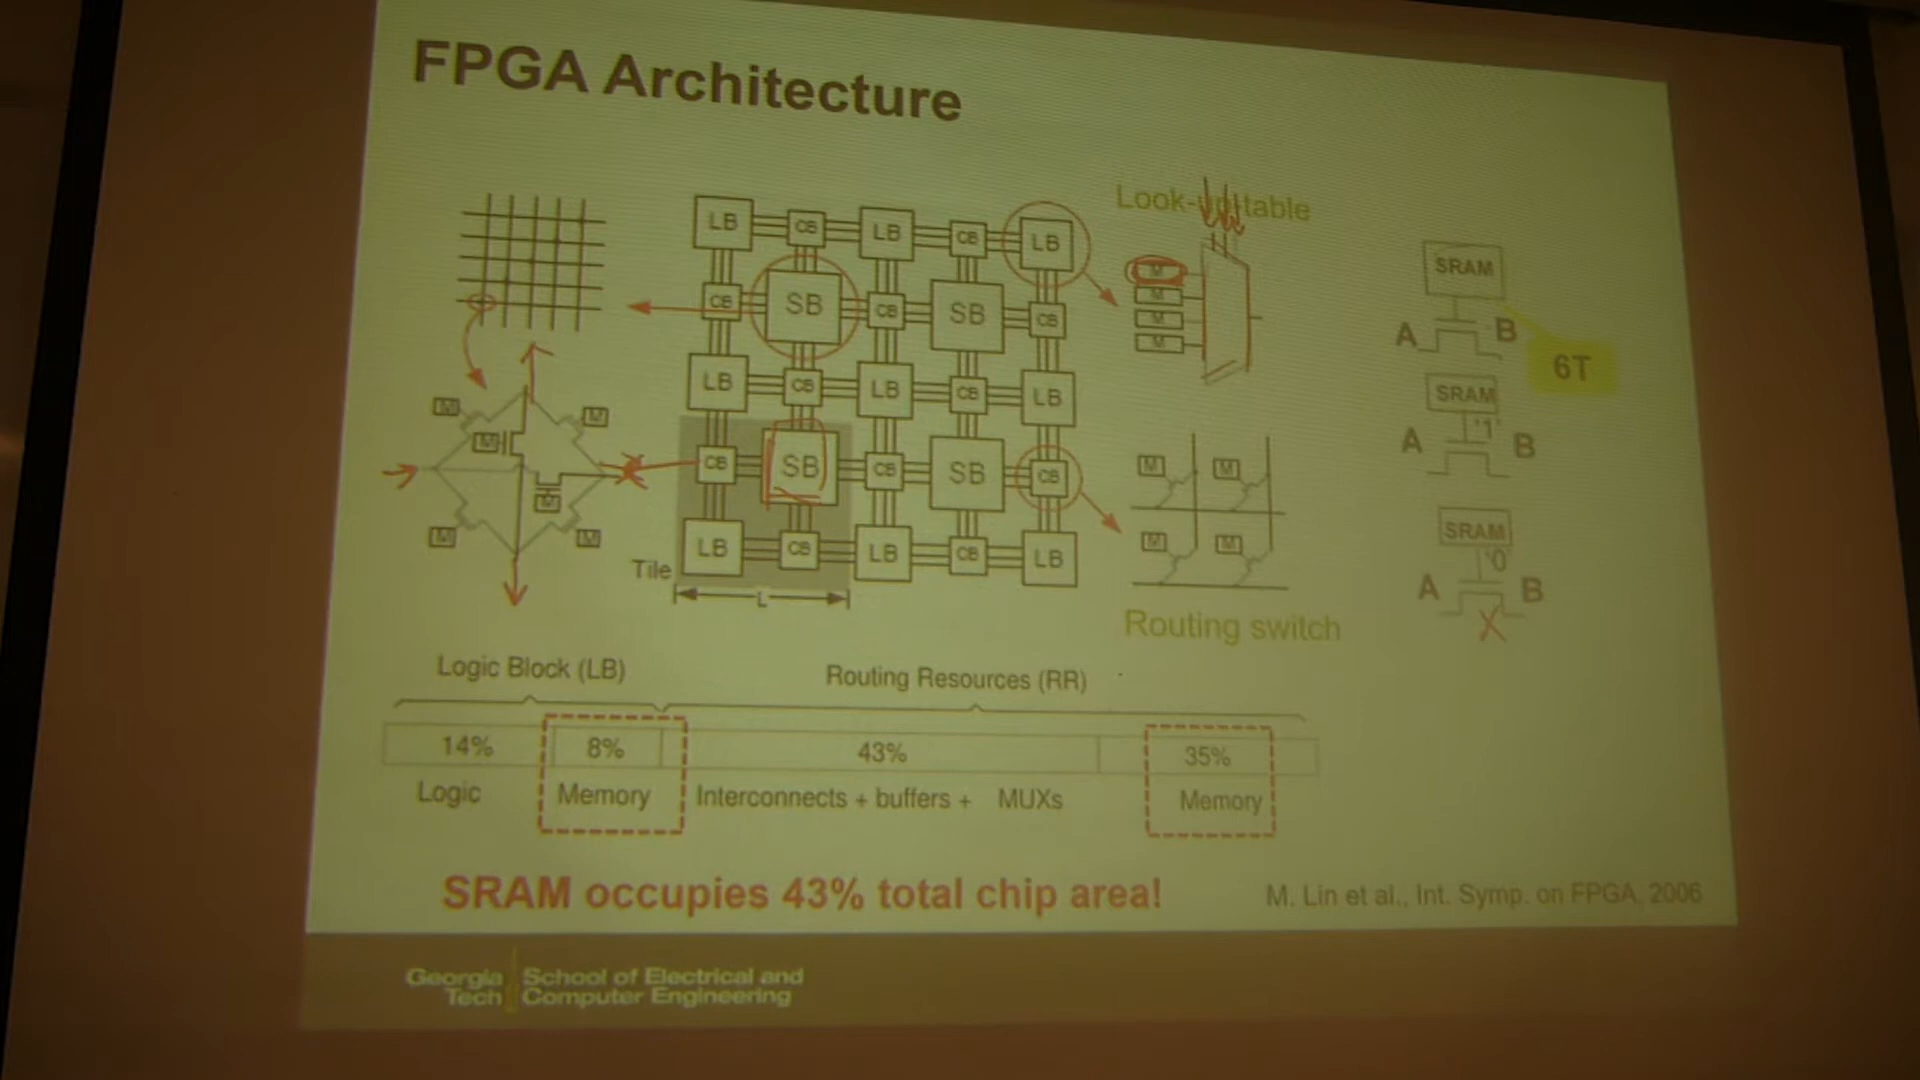 FPGA Architecture
Look-up table
LB CB LB CB LB
M
M
M
M
SRAM
A B
6T
CB SB CB SB CB
LB CB LB CB LB
SRAM
'1'
A B
M M
M
M
M M
CB SB CB SB CB
M M
M M
SRAM
'0
A B
LB CB LB CB LB
Tile
L
Routing switch
Logic Block (LB)
Routing Resources (RR)
14% 8% 43% 35%
Logic Memory Interconnects + buffers + MUXs Memory
SRAM occupies 43% total chip area!
M. Lin et al., Int. Symp. on FPGA, 2006
Georgia Tech
School of Electrical and
Computer Engineering